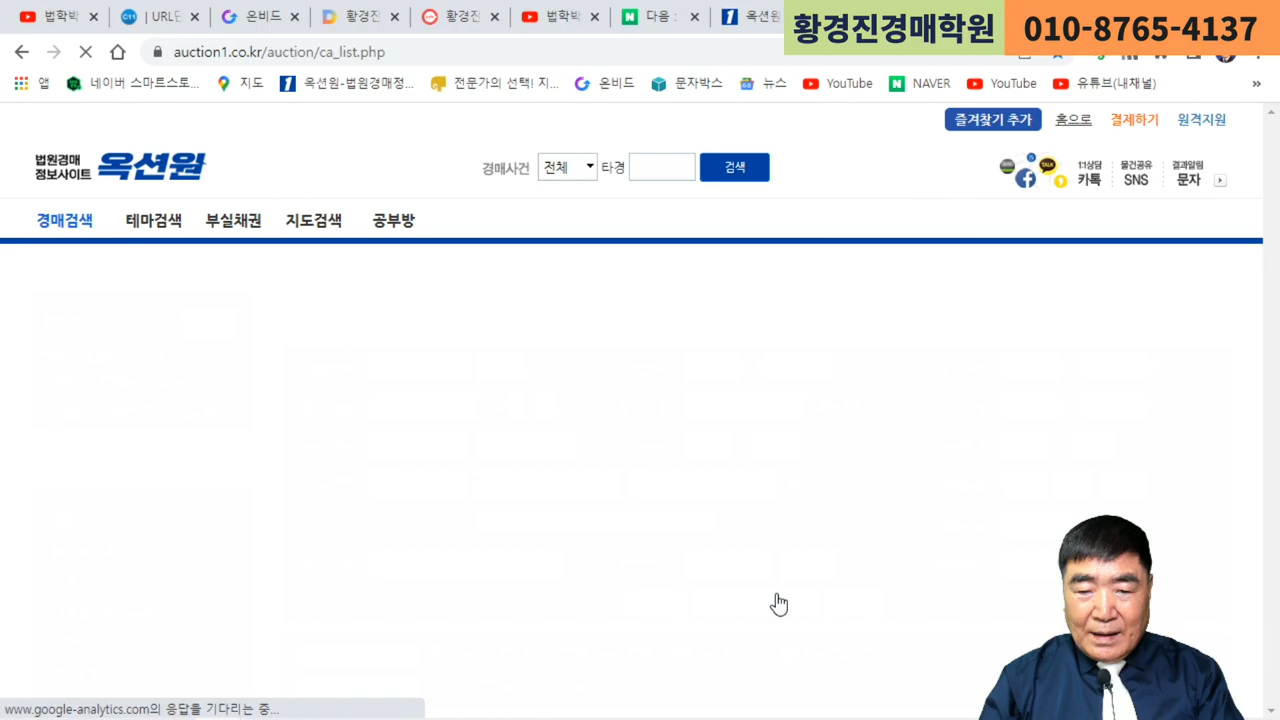 법학박
| URL단
온비드
황경진
황경진
법학박
다음 :
옥션원
황경진경매학원 010-8765-4137
auction1.co.kr/auction/ca_list.php
앱
네이버 스마트스토...
지도
옥션원-법원경매정...
전문가의 선택! 지...
온비드
문자박스
뉴스
YouTube
NAVER
YouTube
유튜브(내채널)
»
즐겨찾기 추가 홈으로 결제하기 원격지원
법원경매
정보사이트
옥션원
경매사건 전체 타경 검색
1:1상담
카톡
물건공유
SNS
결과알림
문자
경매검색 테마검색 부실채권 지도검색 공부방
www.google-analytics.com의 응답을 기다리는 중...